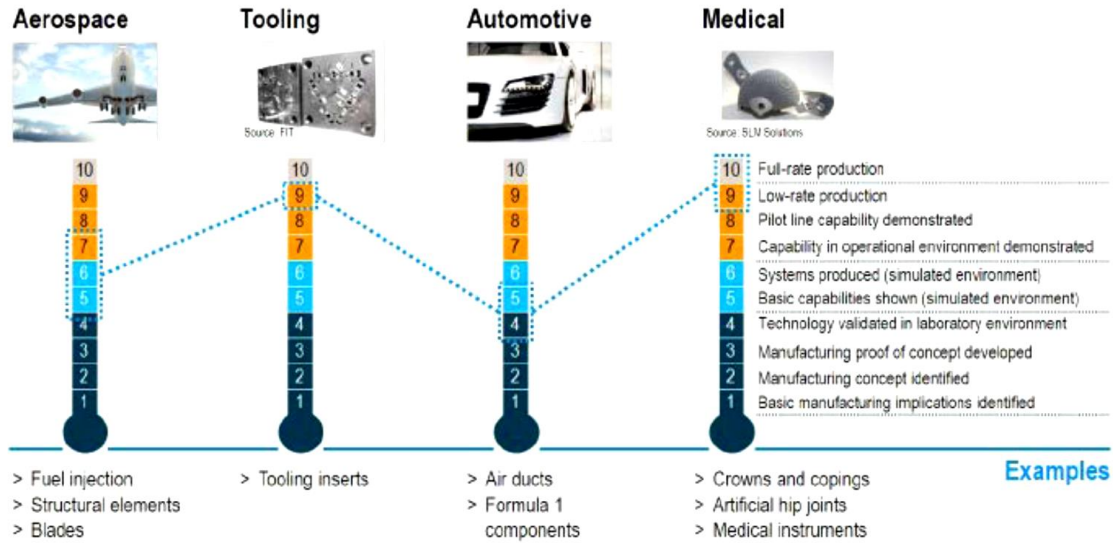 Aerospace
Tooling
Automotive
Medical
Source: FIT
Source: SLM Solutions
10
9
8
7
6
5
4
3
2
1
10
9
8
7
6
5
4
3
2
1
10
9
8
7
6
5
4
3
2
1
10 Full-rate production
9 Low-rate production
8 Pilot line capability demonstrated
7 Capability in operational environment demonstrated
6 Systems produced (simulated environment)
5 Basic capabilities shown (simulated environment)
4 Technology validated in laboratory environment
3 Manufacturing proof of concept developed
2 Manufacturing concept identified
1 Basic manufacturing implications identified
Examples
> Fuel injection
> Structural elements
> Blades
> Tooling inserts
> Air ducts
> Formula 1
components
> Crowns and copings
> Artificial hip joints
> Medical instruments